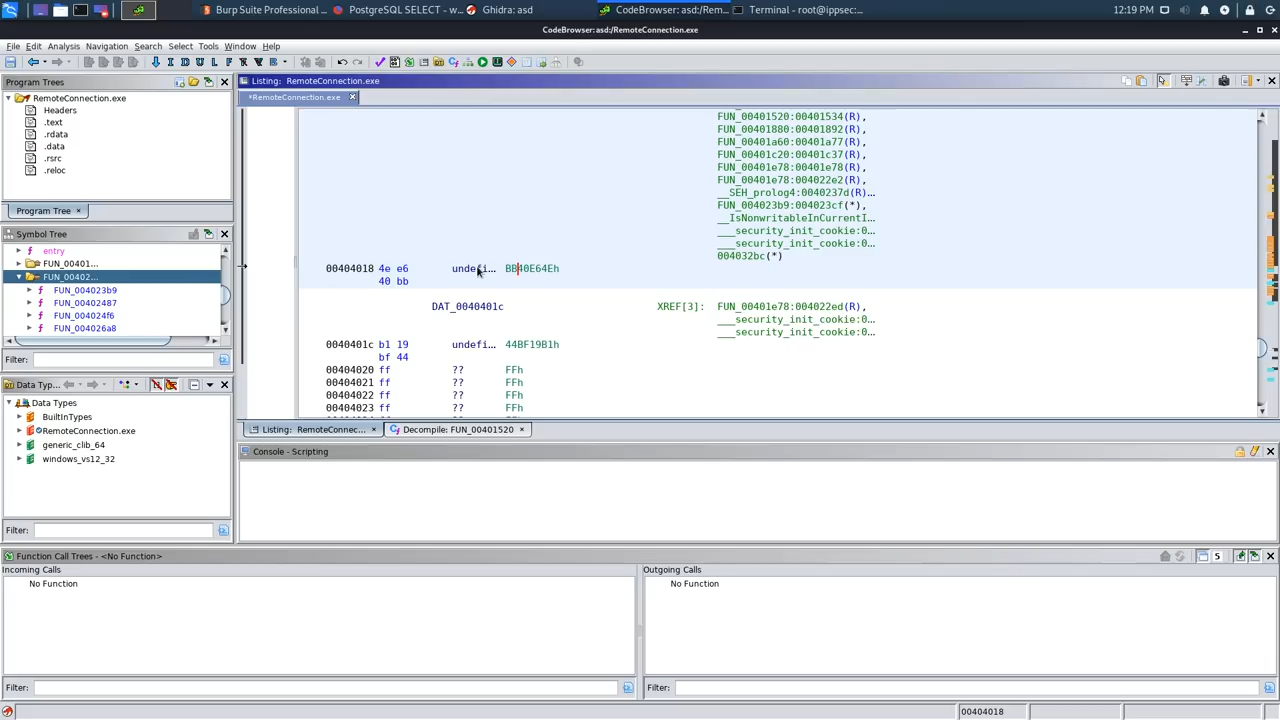 Burp Suite Professional ...
PostgreSQL SELECT - w...
Ghidra: asd
CodeBrowser: asd:/Rem...
Terminal - root@ippsec:...
12:19 PM
CodeBrowser: asd:/RemoteConnection.exe
File Edit Analysis Navigation Search Select Tools Window Help
I D U L F K V B
Program Trees
RemoteConnection.exe
Headers
.text
.rdata
.data
.rsrc
.reloc
Program Tree ×
Symbol Tree
entry
FUN_00401...
FUN_00402...
FUN_004023b9
FUN_00402487
FUN_004024f6
FUN_004026a8
Filter:
Data Typ...
Data Types
BuiltInTypes
RemoteConnection.exe
generic_clib_64
windows_vs12_32
Filter:
Listing: RemoteConnection.exe
*RemoteConnection.exe
FUN_00401520:00401534(R),
FUN_00401880:00401892(R),
FUN_00401a60:00401a77(R),
FUN_00401c20:00401c37(R),
FUN_00401e78:00401e78(R),
FUN_00401e78:004022e2(R),
__SEH_prolog4:0040237d(R)...
FUN_004023b9:004023cf(*),
__IsNonwritableInCurrentI...
___security_init_cookie:0...
___security_init_cookie:0...
004032bc(*)
00404018 4e e6 undefi... BB40E64Eh
40 bb
DAT_0040401c XREF[3]: FUN_00401e78:004022ed(R),
___security_init_cookie:0...
___security_init_cookie:0...
0040401c b1 19 undefi... 44BF19B1h
bf 44
00404020 ff ?? FFh
00404021 ff ?? FFh
00404022 ff ?? FFh
00404023 ff ?? FFh
Listing: RemoteConnec... ×
Decompile: FUN_00401520 ×
Console - Scripting
Function Call Trees - <No Function>
5
Incoming Calls
No Function
Filter:
Outgoing Calls
No Function
Filter:
00404018